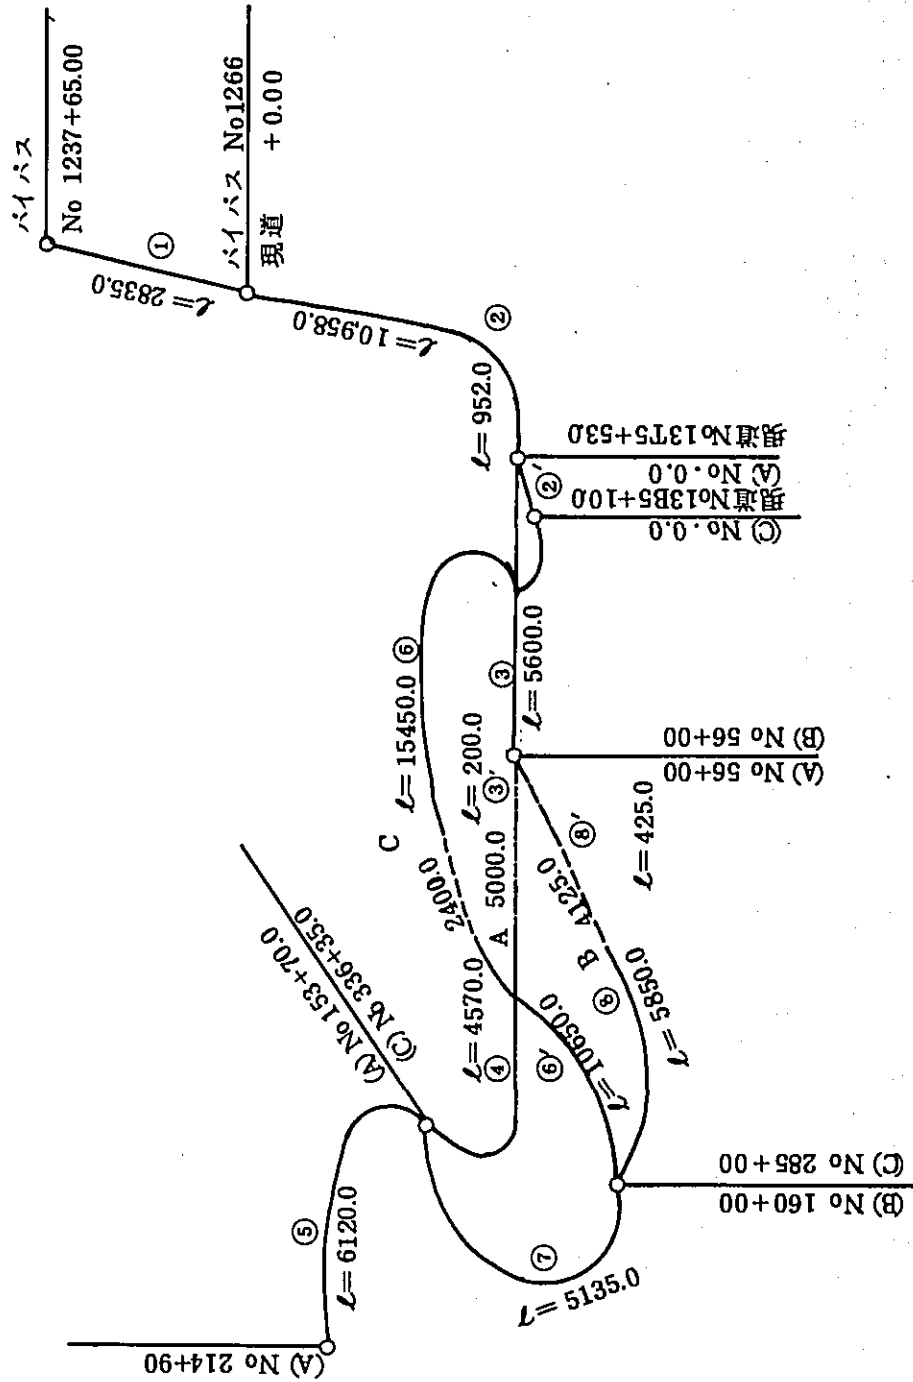 バイパス
No 1237+65.00
①
ℓ=2835.0
バイパス No1266
現道 +0.00
ℓ=10,958.0
②
ℓ=952.0
現道No13T5+53.0
(A) No. 0.0
②'
現道No13B5+10.0
(C) No. 0.0
⑥
ℓ=15450.0
③
ℓ=5600.0
ℓ=200.0
③'
(B) No 56+00
(A) No 56+00
C
2400.0
5000.0
A
⑧'
ℓ=425.0
4125.0
B
⑧
ℓ=5850.0
(A) No 153+70.0
(C) No 336+35.0
ℓ=4570.0
④
⑥'
ℓ=10650.0
(C) No 285+00
(B) No 160+00
⑤
ℓ=6120.0
⑦
ℓ=5135.0
(A) No 214+90